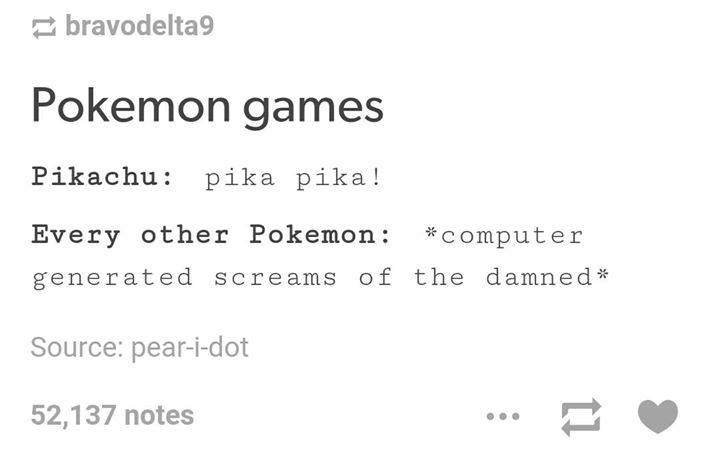 bravodelta9
Pokemon games
Pikachu: pika pika!
Every other Pokemon: *computer
generated screams of the damned*
Source: pear-i-dot
52,137 notes